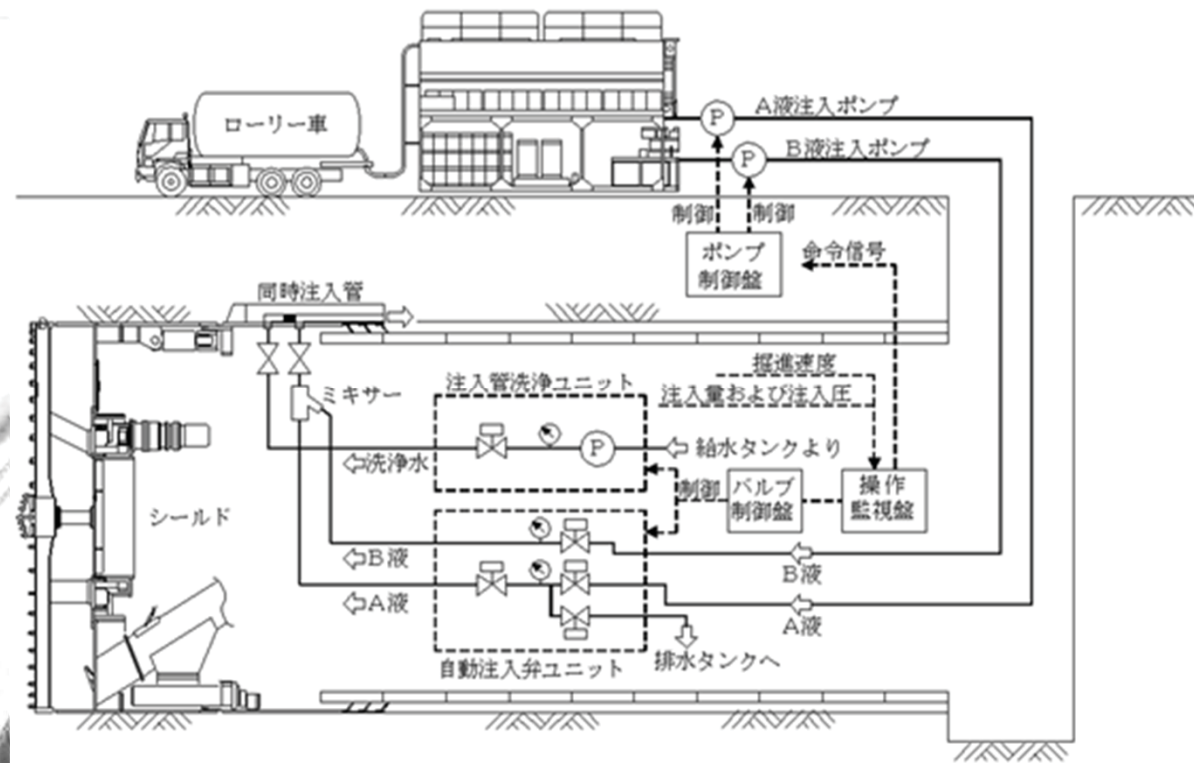 ローリー車
P
A液注入ポンプ
P
B液注入ポンプ
制御
制御
ポンプ
制御盤
命令信号
同時注入管
掘進速度
注入量および注入圧
注入管洗浄ユニット
ミキサー
P
給水タンクより
洗浄水
制御
バルブ
制御盤
操作
監視盤
シールド
B液
B液
A液
A液
自動注入弁ユニット
排水タンクへ